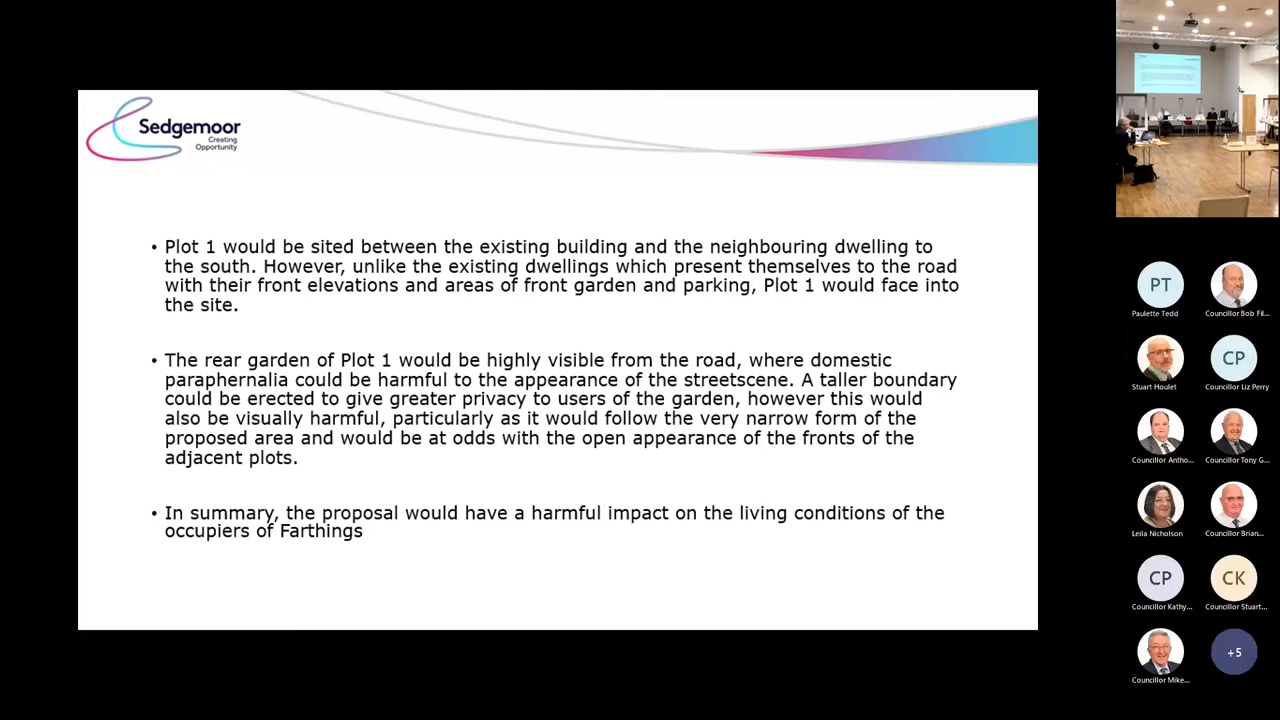 Sedgemoor
Creating
Opportunity
• Plot 1 would be sited between the existing building and the neighbouring dwelling to
the south. However, unlike the existing dwellings which present themselves to the road
with their front elevations and areas of front garden and parking, Plot 1 would face into
the site.
• The rear garden of Plot 1 would be highly visible from the road, where domestic
paraphernalia could be harmful to the appearance of the streetscene. A taller boundary
could be erected to give greater privacy to users of the garden, however this would
also be visually harmful, particularly as it would follow the very narrow form of the
proposed area and would be at odds with the open appearance of the fronts of the
adjacent plots.
• In summary, the proposal would have a harmful impact on the living conditions of the
occupiers of Farthings
PT
Paulette Tedd
Councillor Bob Fil...
Stuart Houlet
CP
Councillor Liz Perry
Councillor Antho...
Councillor Tony G...
Leila Nicholson
Councillor Brian...
CP
Councillor Kathy...
CK
Councillor Stuart...
Councillor Mike...
+5